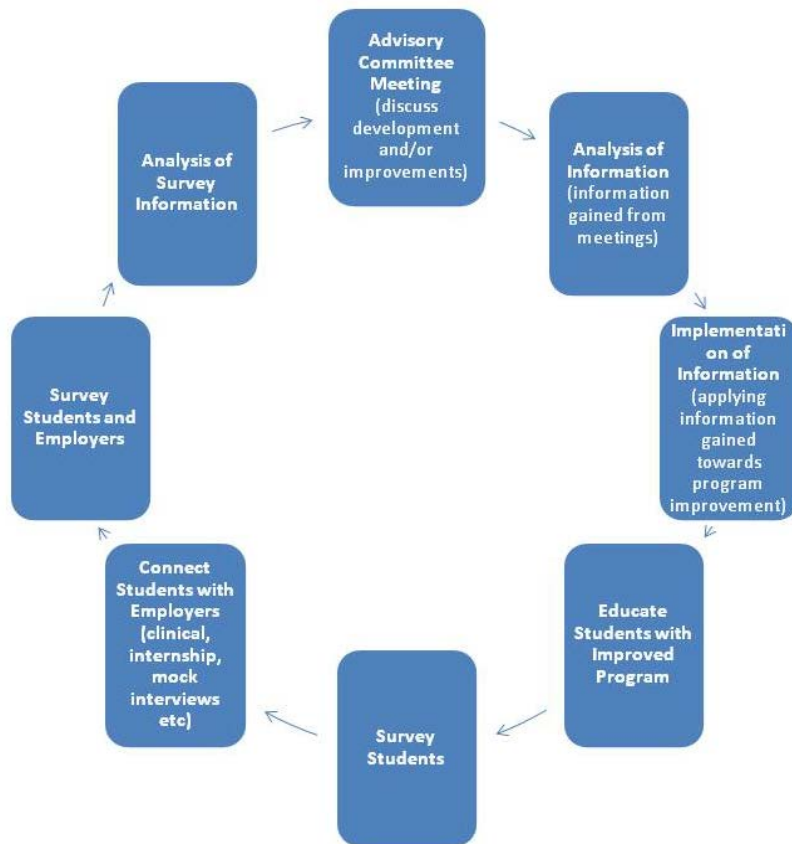 Advisory
Committee
Meeting
(discuss
development
and/or
improvements)
Analysis of
Information
(information
gained from
meetings)
Implementati
on of
Information
(applying
information
gained
towards
program
improvement)
Educate
Students with
Improved
Program
Survey
Students
Connect
Students with
Employers
(clinical,
internship,
mock
interviews
etc)
Survey
Students and
Employers
Analysis of
Survey
Information